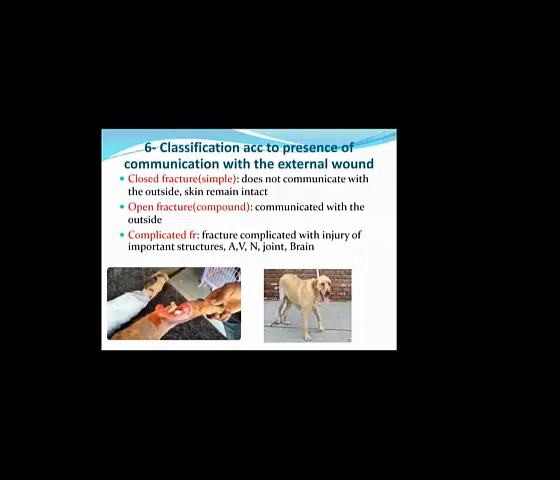 6- Classification acc to presence of
communication with the external wound
Closed fracture(simple): does not communicate with
the outside, skin remain intact
Open fracture(compound): communicated with the
outside
Complicated fr: fracture complicated with injury of
important structures, A,V, N, joint, Brain